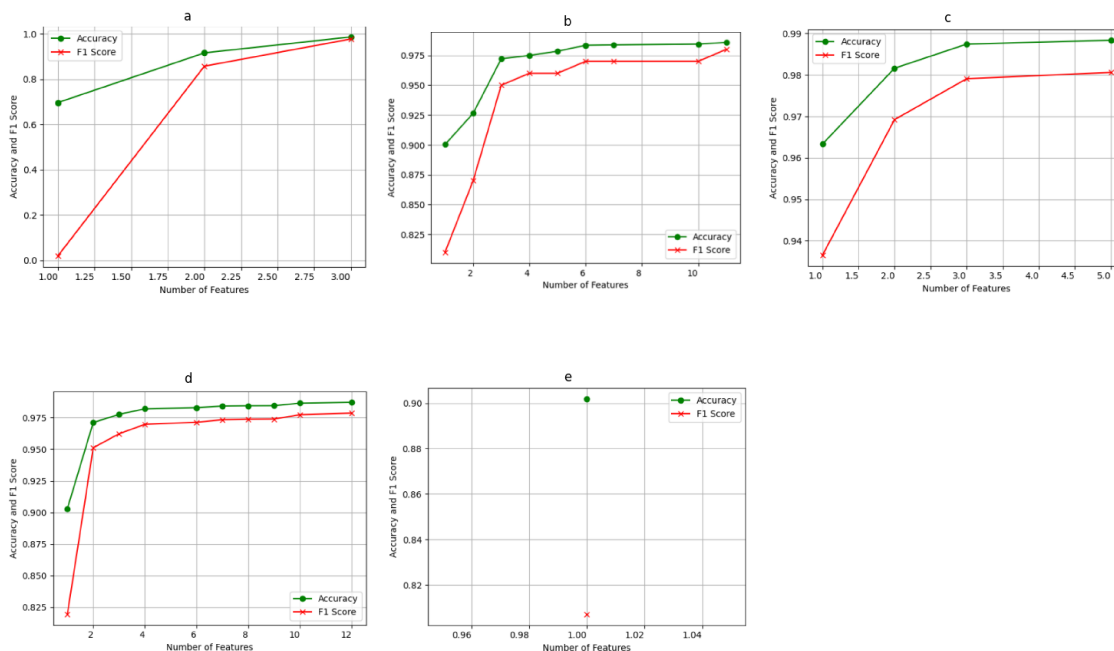 a
1.0
0.8
0.6
0.4
0.2
0.0
Accuracy
F1 Score
Accuracy and F1 Score
1.00 1.25 1.50 1.75 2.00 2.25 2.50 2.75 3.00
Number of Features
b
0.975
0.950
0.925
0.900
0.875
0.850
0.825
Accuracy
F1 Score
Accuracy and F1 Score
2 4 6 8 10
Number of Features
c
0.99
0.98
0.97
0.96
0.95
0.94
Accuracy
F1 Score
Accuracy and F1 Score
1.0 1.5 2.0 2.5 3.0 3.5 4.0 4.5 5.0
Number of Features
d
0.975
0.950
0.925
0.900
0.875
0.850
0.825
Accuracy
F1 Score
Accuracy and F1 Score
2 4 6 8 10 12
Number of Features
e
0.90
0.88
0.86
0.84
0.82
Accuracy
F1 Score
Accuracy and F1 Score
0.96 0.98 1.00 1.02 1.04
Number of Features